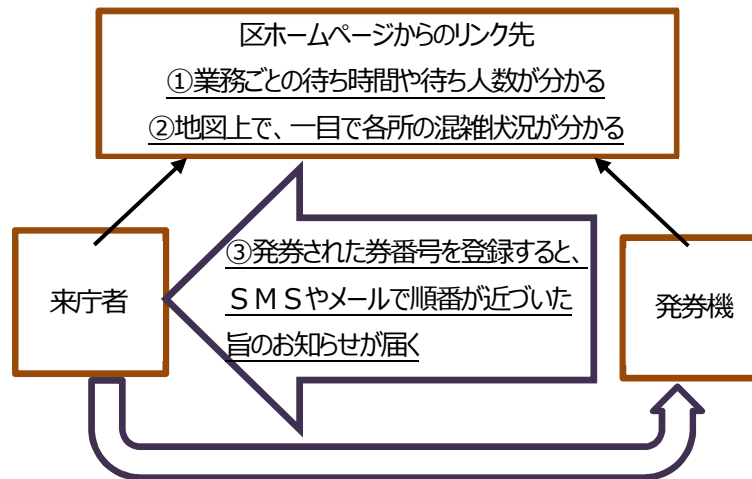 区ホームページからのリンク先
①業務ごとの待ち時間や待ち人数が分かる
②地図上で、一目で各所の混雑状況が分かる
③発券された券番号を登録すると、
ＳＭＳやメールで順番が近づいた
旨のお知らせが届く
来庁者
発券機